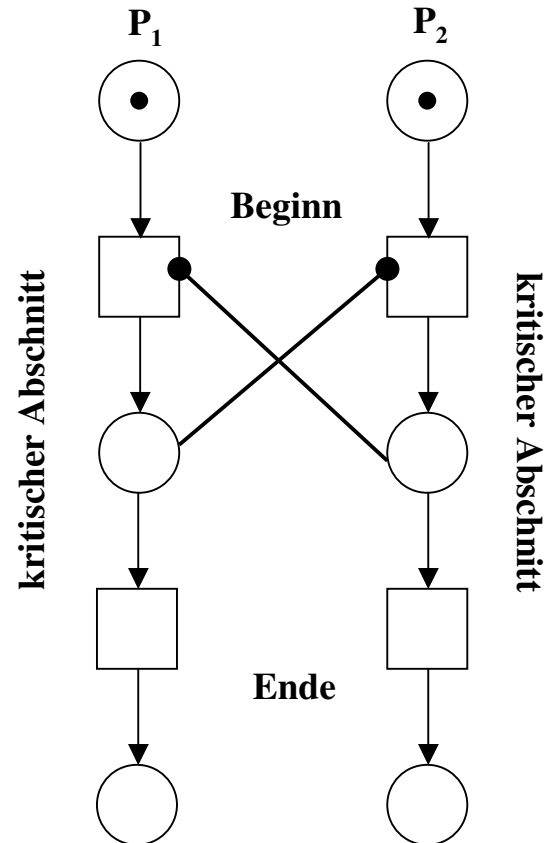 P₁
P₂
Beginn
kritischer Abschnitt
kritischer Abschnitt
Ende